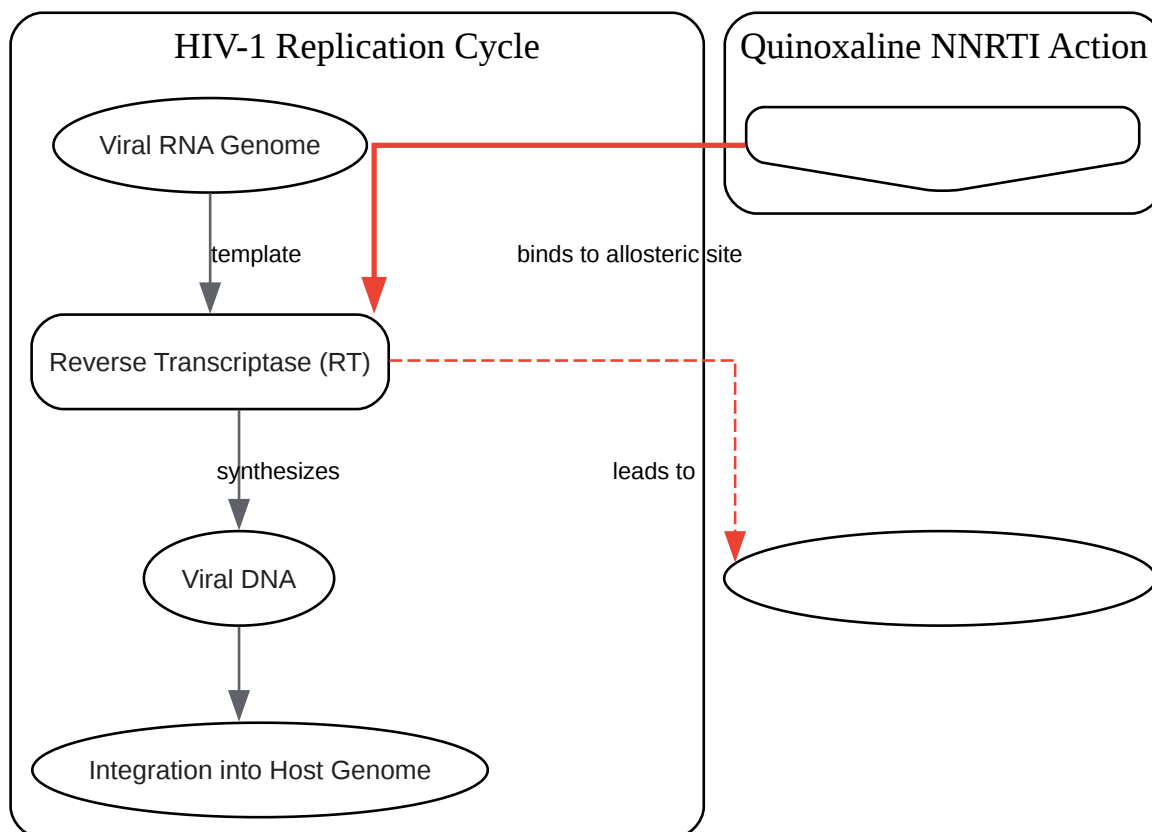 HIV-1 Replication Cycle
Quinoxaline NNRTI Action
Viral RNA Genome
template
binds to allosteric site
Reverse Transcriptase (RT)
synthesizes
leads to
Viral DNA
Integration into Host Genome